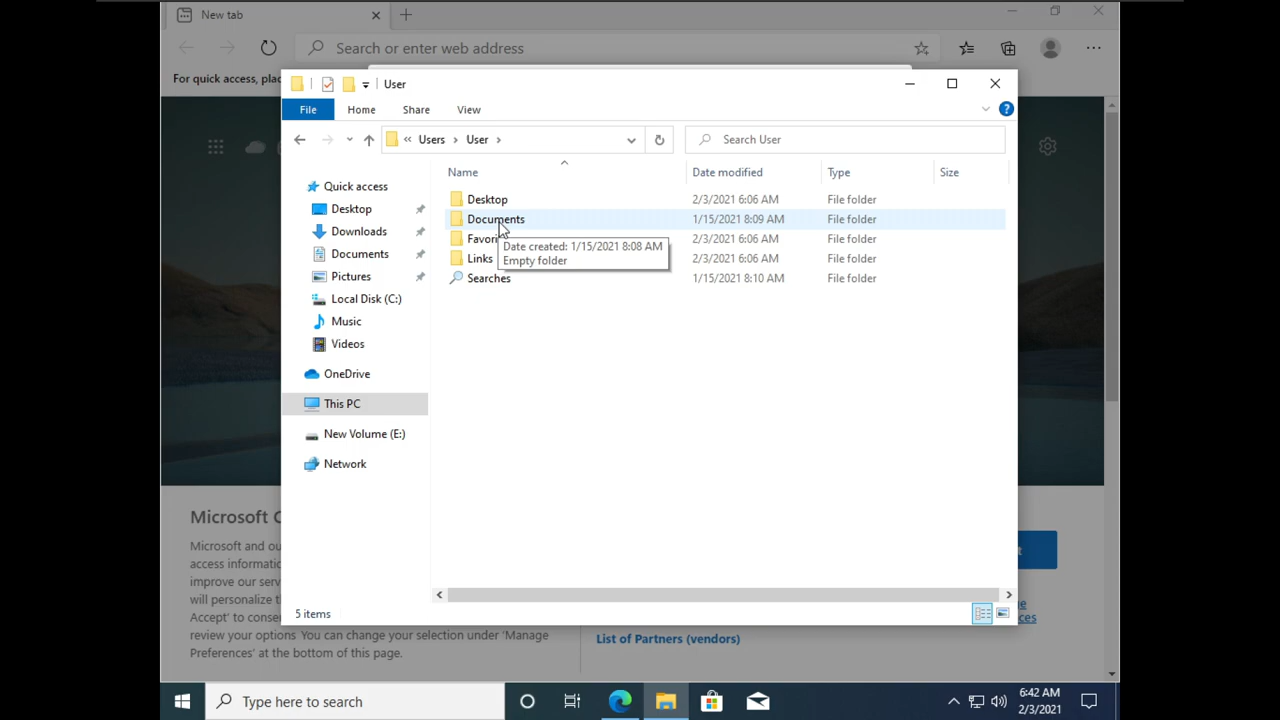 New tab
Search or enter web address
For quick access, plac
User
File
Home
Share
View
Users
User
Search User
Name
Date modified
Type
Size
Quick access
Desktop
Downloads
Documents
Pictures
Local Disk (C:)
Music
Videos
OneDrive
This PC
New Volume (E:)
Network
Desktop 2/3/2021 6:06 AM File folder
Documents 1/15/2021 8:09 AM File folder
Favori 2/3/2021 6:06 AM File folder
Links 2/3/2021 6:06 AM File folder
Searches 1/15/2021 8:10 AM File folder
Date created: 1/15/2021 8:08 AM
Empty folder
5 items
Microsoft C
Microsoft and ou
access informatic
improve our serv
will personalize th
Accept' to conse
review your options. You can change your selection under 'Manage
Preferences' at the bottom of this page.
List of Partners (vendors)
Type here to search
6:42 AM
2/3/2021